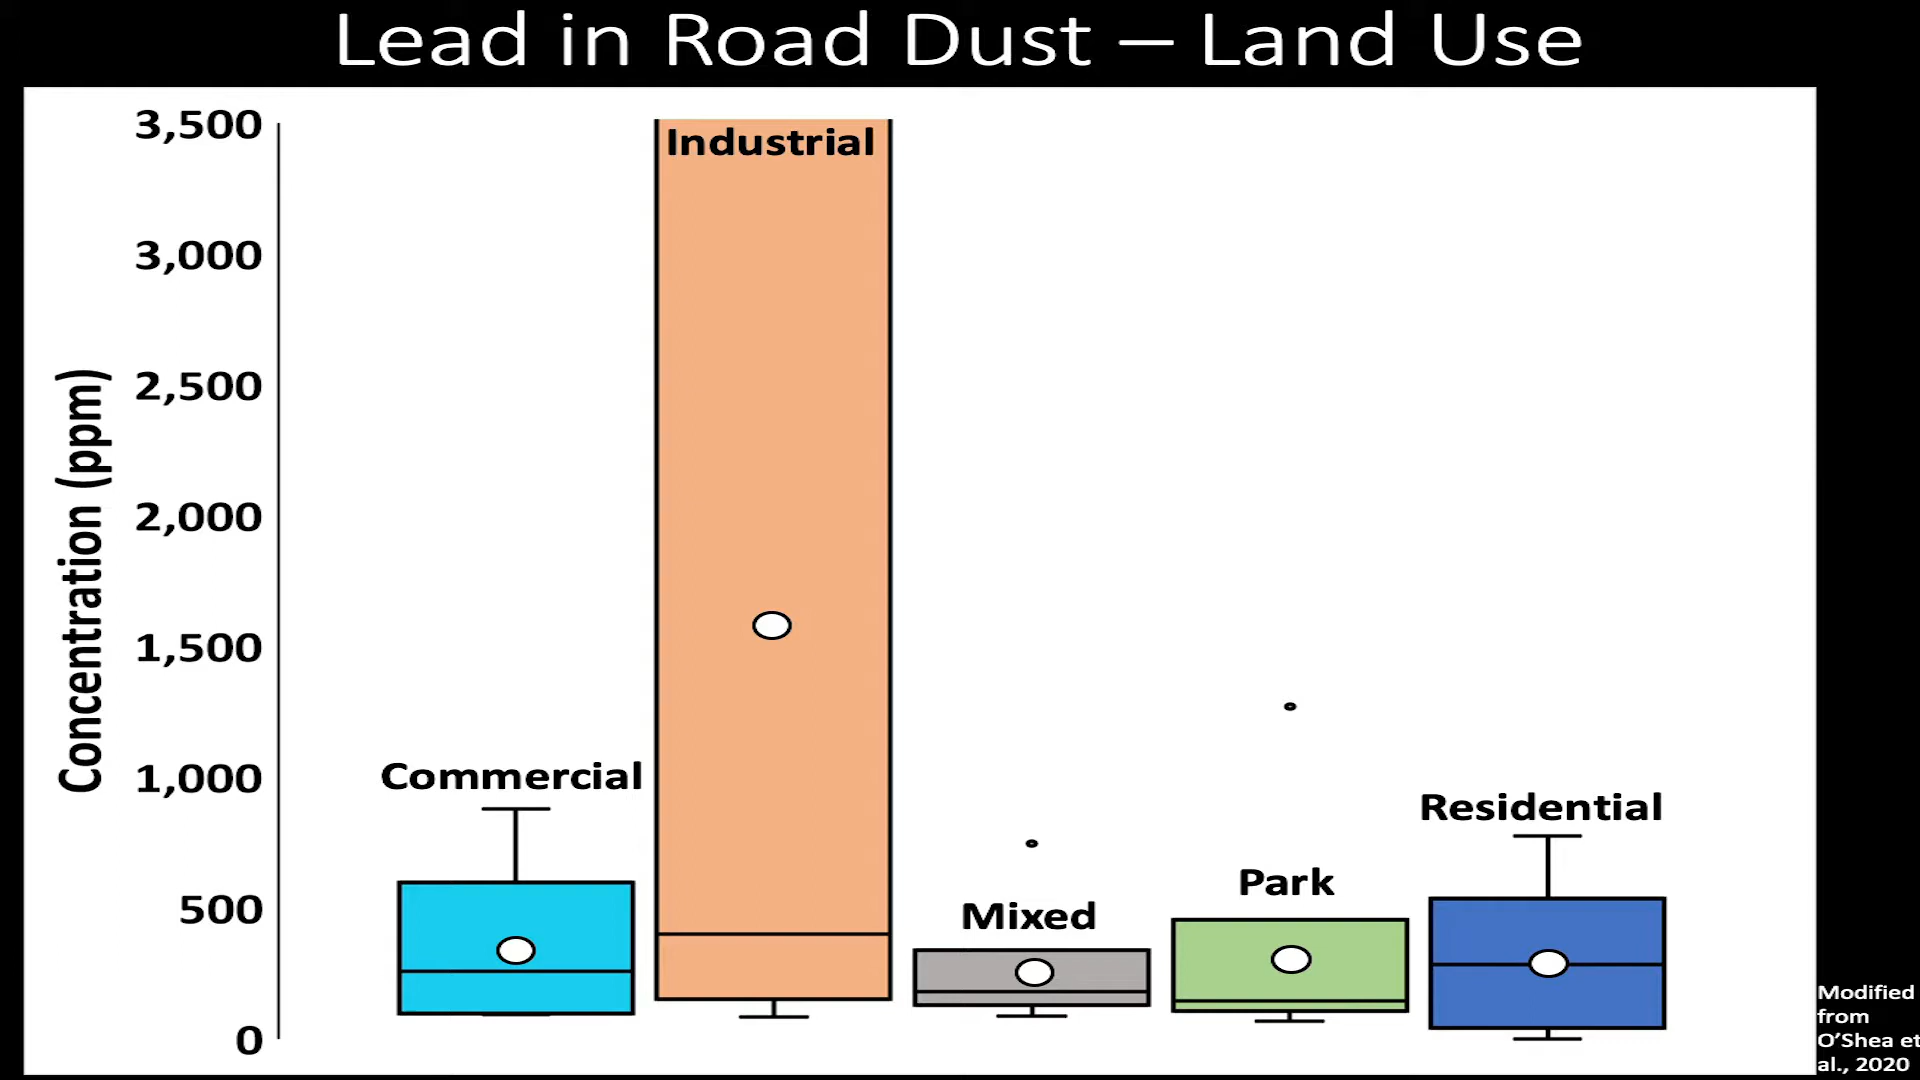 Lead in Road Dust – Land Use
3,500
3,000
2,500
2,000
1,500
1,000
500
0
Concentration (ppm)
Industrial
Commercial
Mixed
Park
Residential
Modified
from
O’Shea et
al., 2020